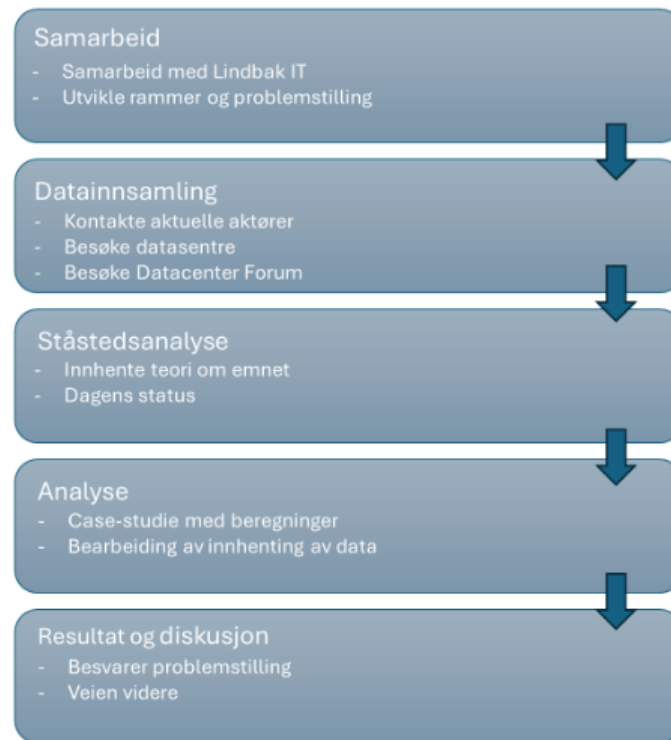 Samarbeid
- Samarbeid med Lindbak IT
- Utvikle rammer og problemstilling
Datainnsamling
- Kontakte aktuelle aktører
- Besøke datasentre
- Besøke Datacenter Forum
Ståstedsanalyse
- Innhente teori om emnet
- Dagens status
Analyse
- Case-studie med beregninger
- Bearbeiding av innhenting av data
Resultat og diskusjon
- Besvarer problemstilling
- Veien videre